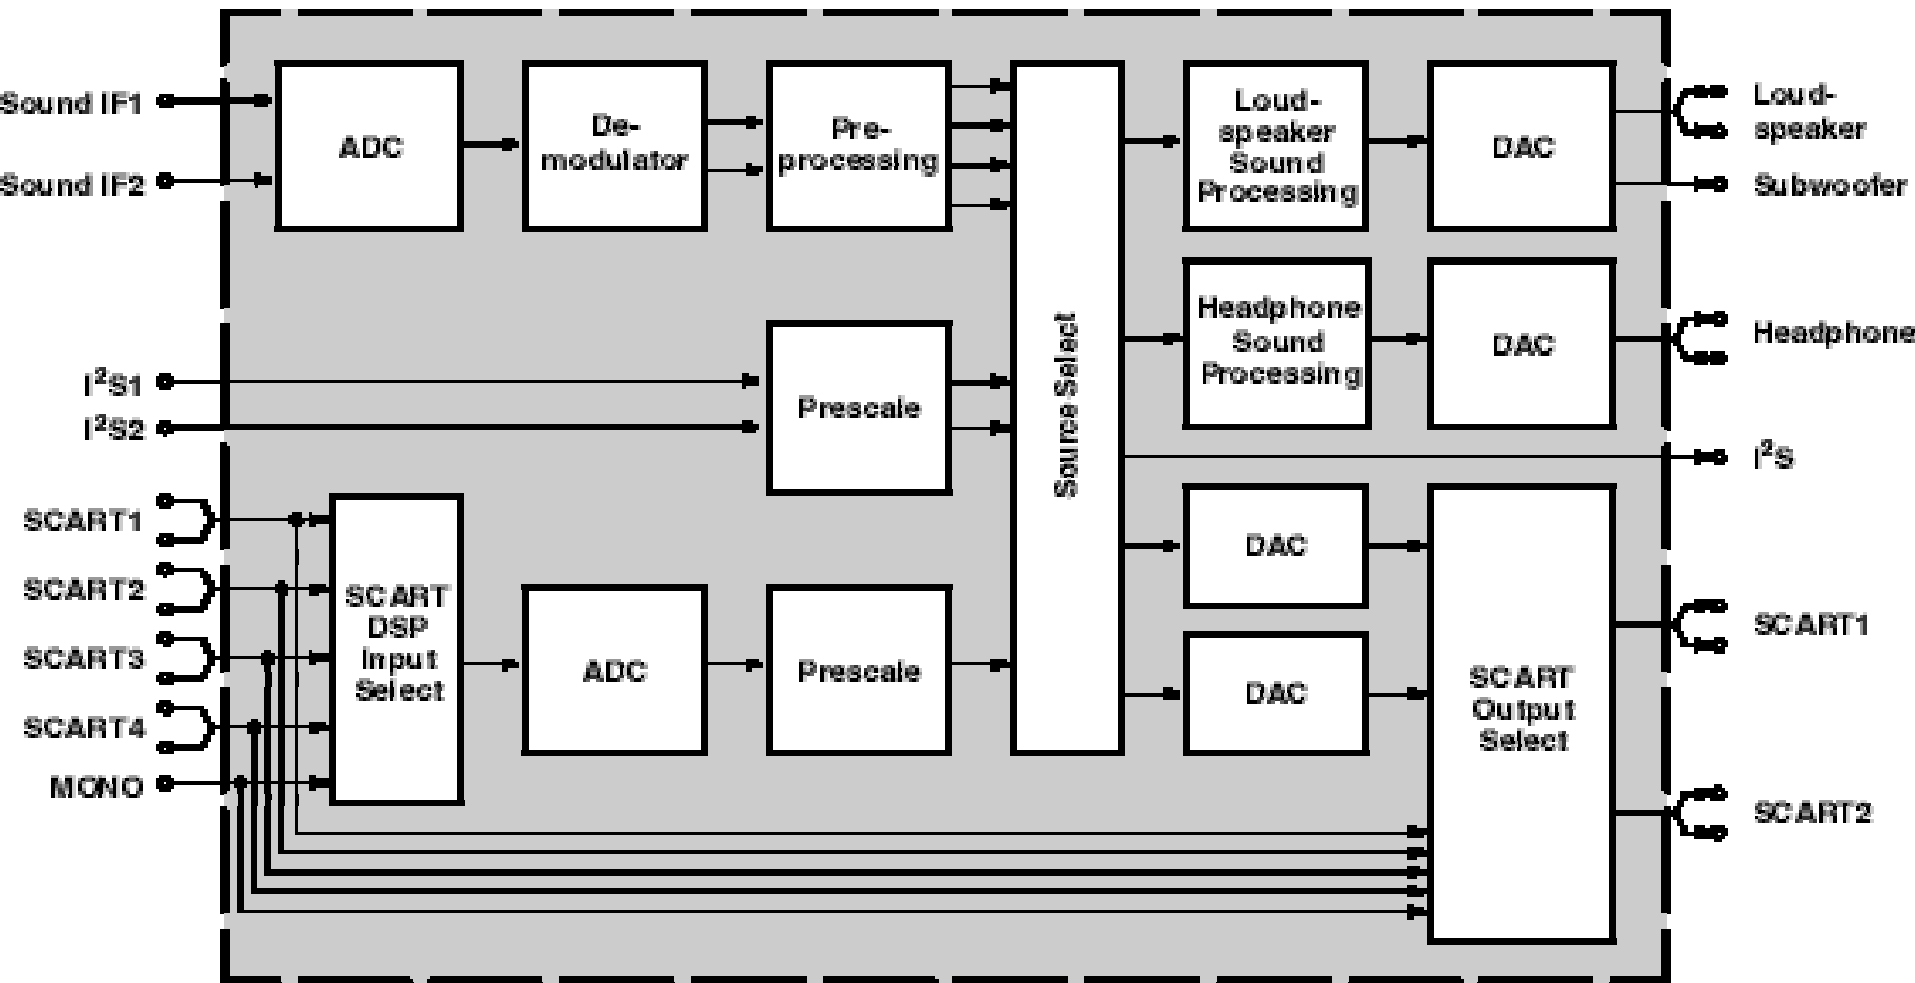 Sound IF1
Sound IF2
ADC
De-
modulator
Pre-
processing
Loud-
speaker
Sound
Processing
DAC
Loud-
speaker
Subwoofer
I²S1
I²S2
Prescale
Source Select
Headphone
Sound
Processing
DAC
Headphone
I²S
SCART1
SCART2
SCART3
SCART4
MONO
SCART
DSP
Input
Select
ADC
Prescale
DAC
DAC
SCART
Output
Select
SCART1
SCART2